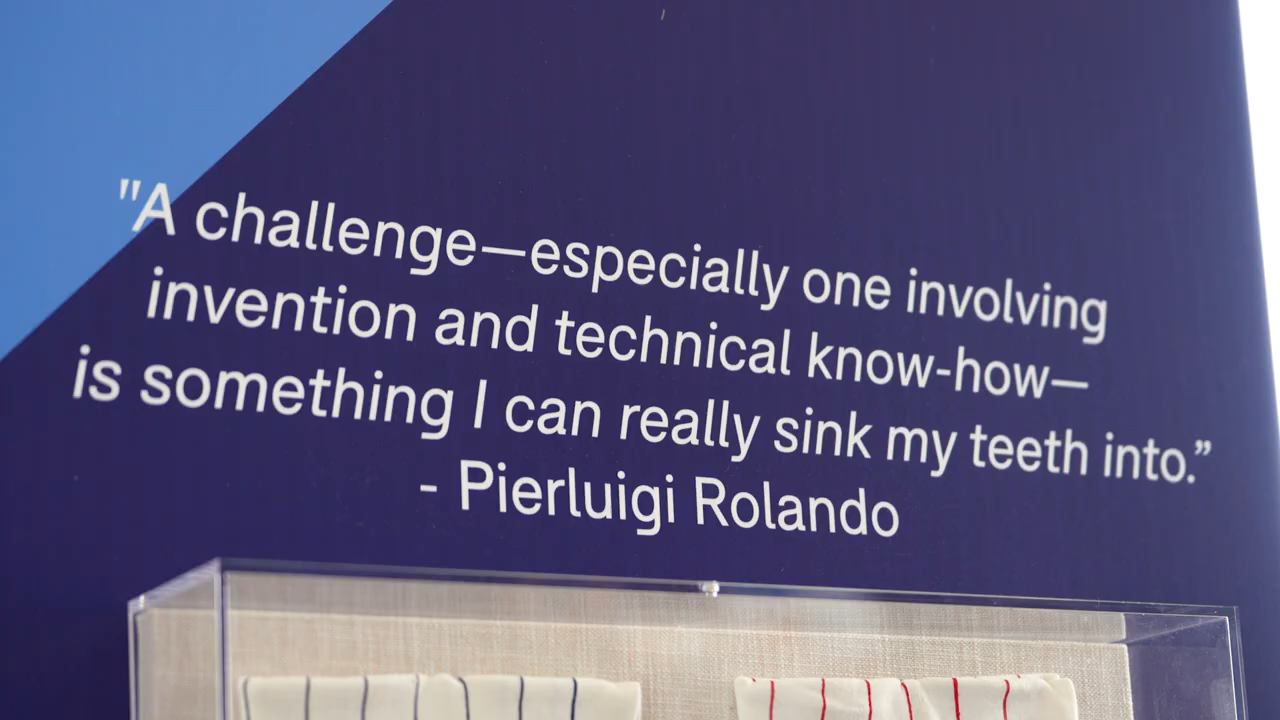 "A challenge—especially one involving
invention and technical know-how—
is something I can really sink my teeth into.”
- Pierluigi Rolando